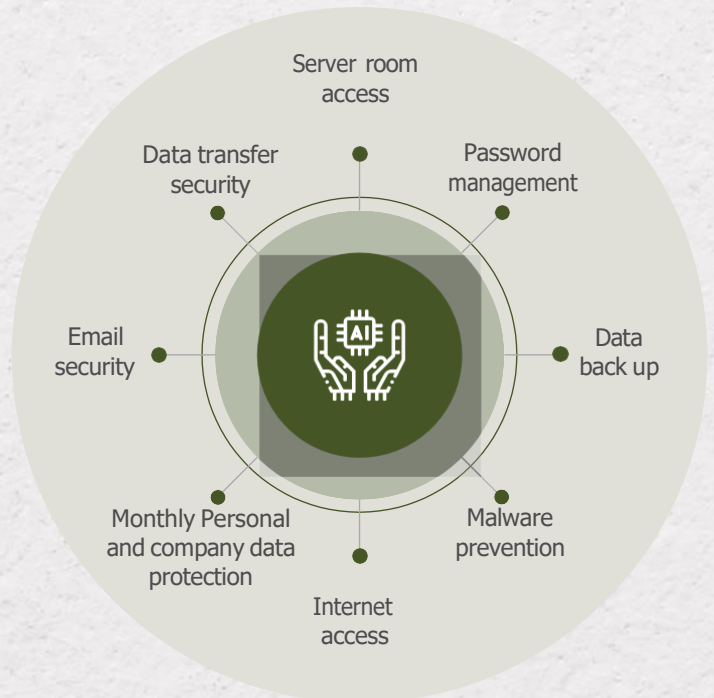 Server room
access
Data transfer
security
Password
management
AI
Email
security
Data
back up
Monthly Personal
and company data
protection
Malware
prevention
Internet
access